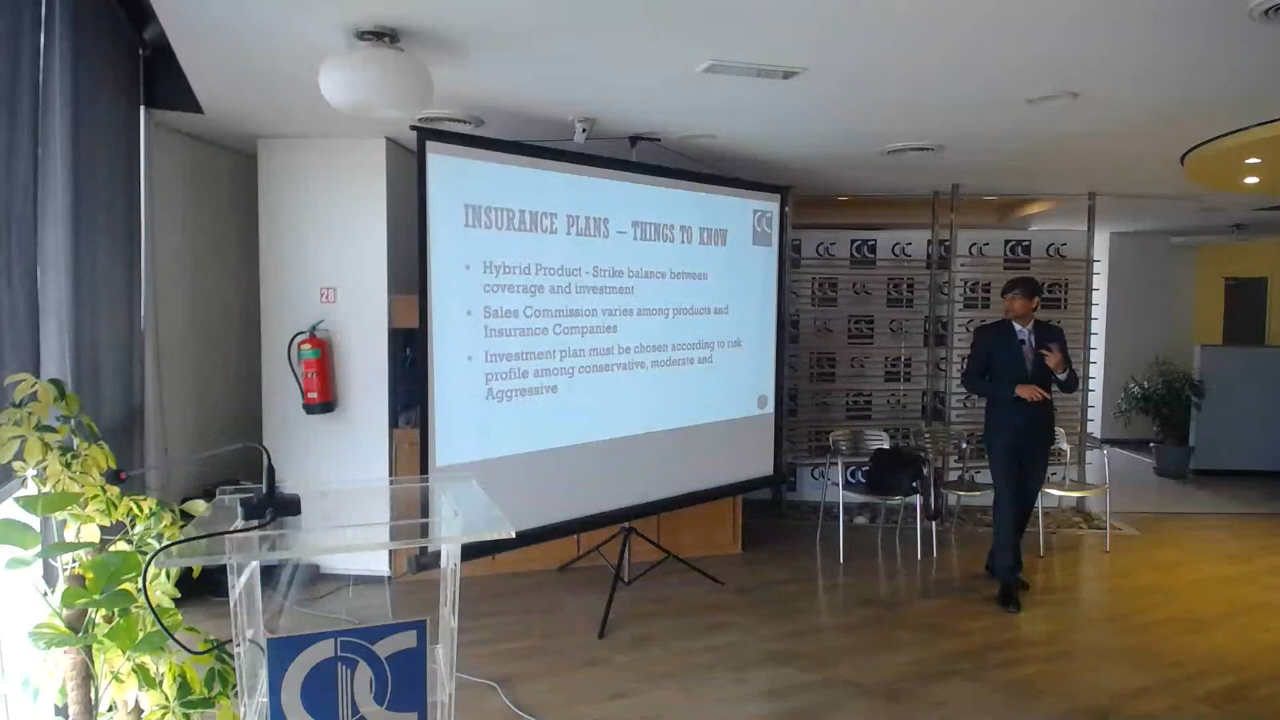 28
INSURANCE PLANS – THINGS TO KNOW
• Hybrid Product - Strike balance between
coverage and investment
• Sales Commission varies among products and
Insurance Companies
• Investment plan must be chosen according to risk
profile among conservative, moderate and
Aggressive